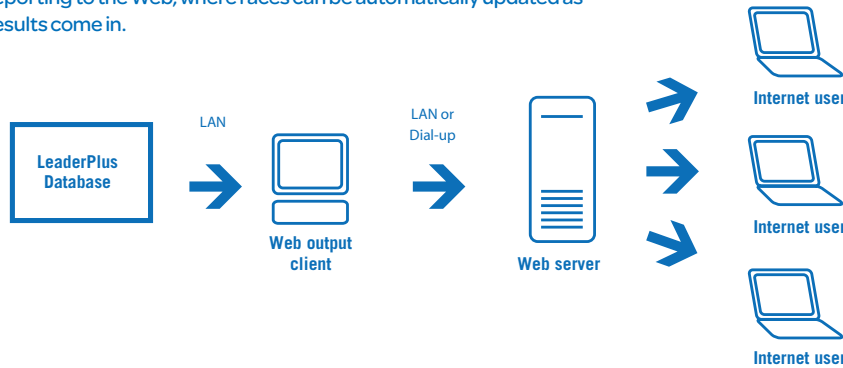 eporting to the Web, where races can be automatically updated as
esults come in.
LAN
LAN or
Dial-up
LeaderPlus
Database
Web output
client
Web server
Internet user
Internet user
Internet user